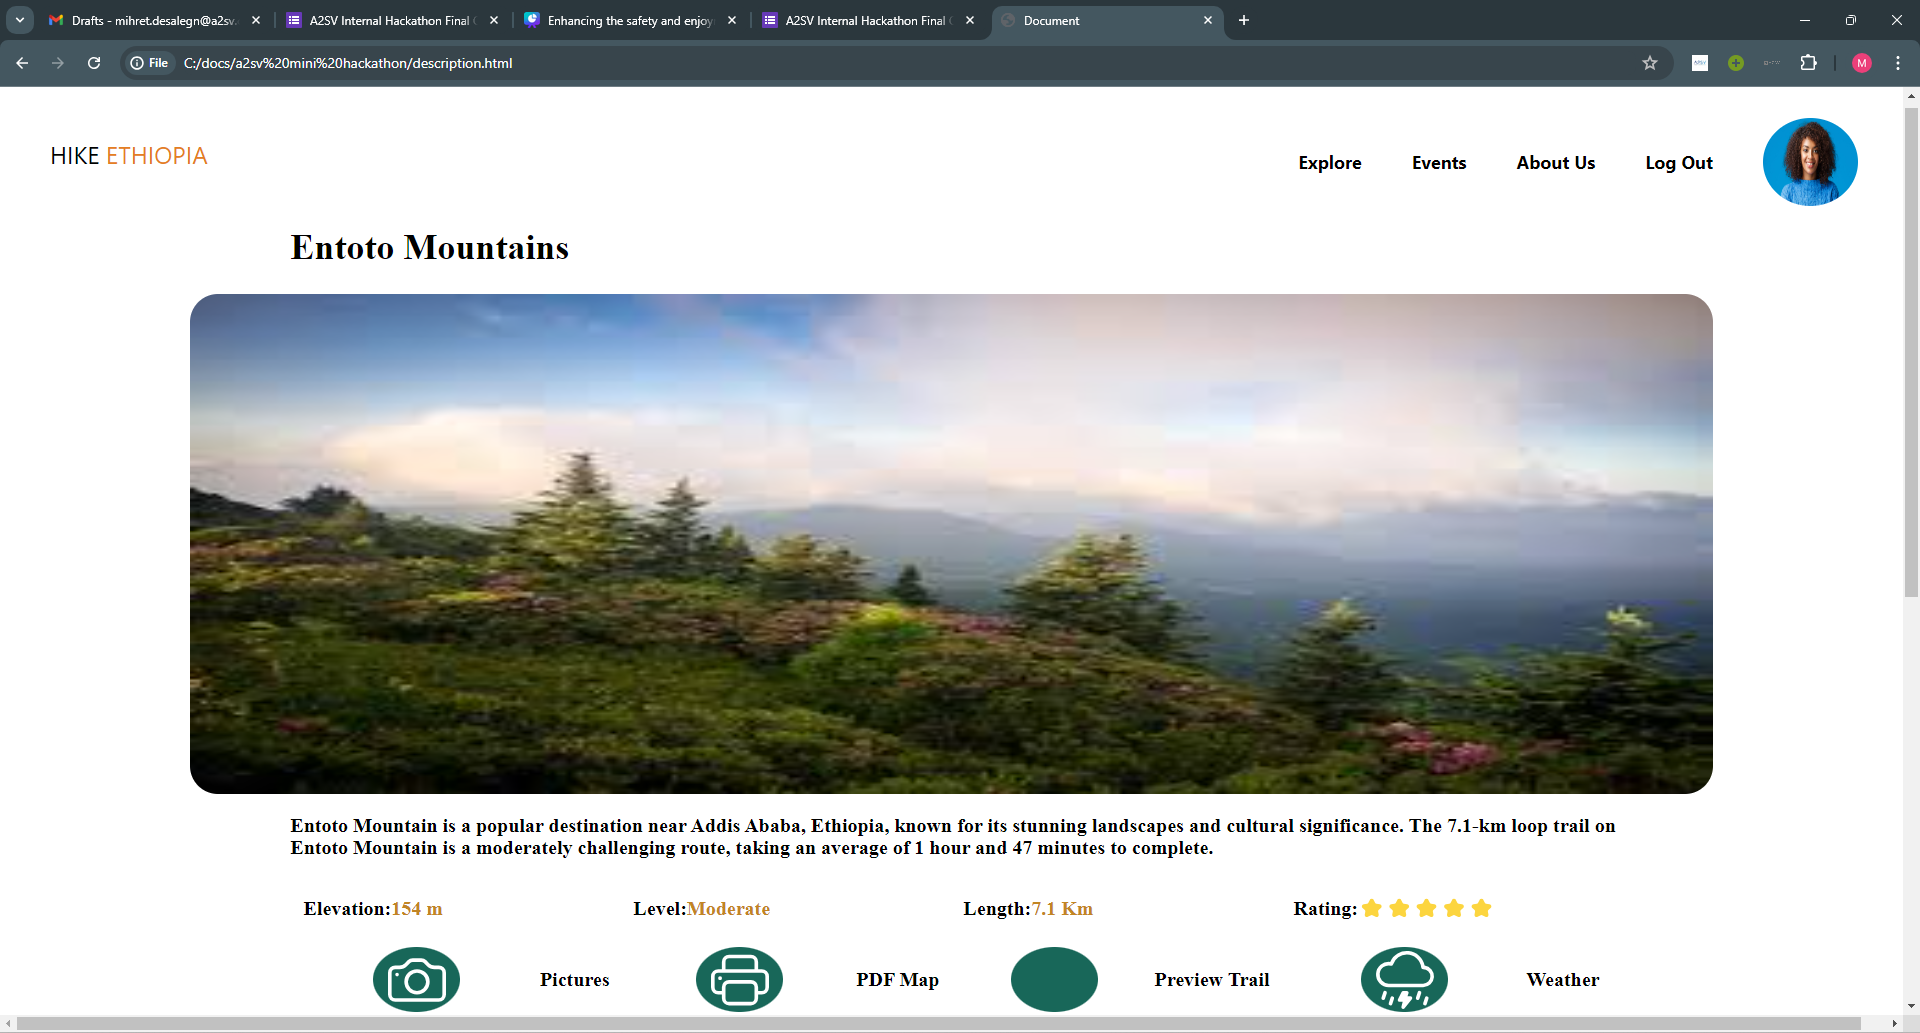 Drafts - mihret.desalegn@a2sv.
A2SV Internal Hackathon Final
Enhancing the safety and enjoy
A2SV Internal Hackathon Final
Document
File C:/docs/a2sv%20mini%20hackathon/description.html
M
HIKE ETHIOPIA
Explore Events About Us Log Out
Entoto Mountains
Entoto Mountain is a popular destination near Addis Ababa, Ethiopia, known for its stunning landscapes and cultural significance. The 7.1-km loop trail on
Entoto Mountain is a moderately challenging route, taking an average of 1 hour and 47 minutes to complete.
Elevation:154 m Level:Moderate Length:7.1 Km Rating:
Pictures PDF Map Preview Trail Weather